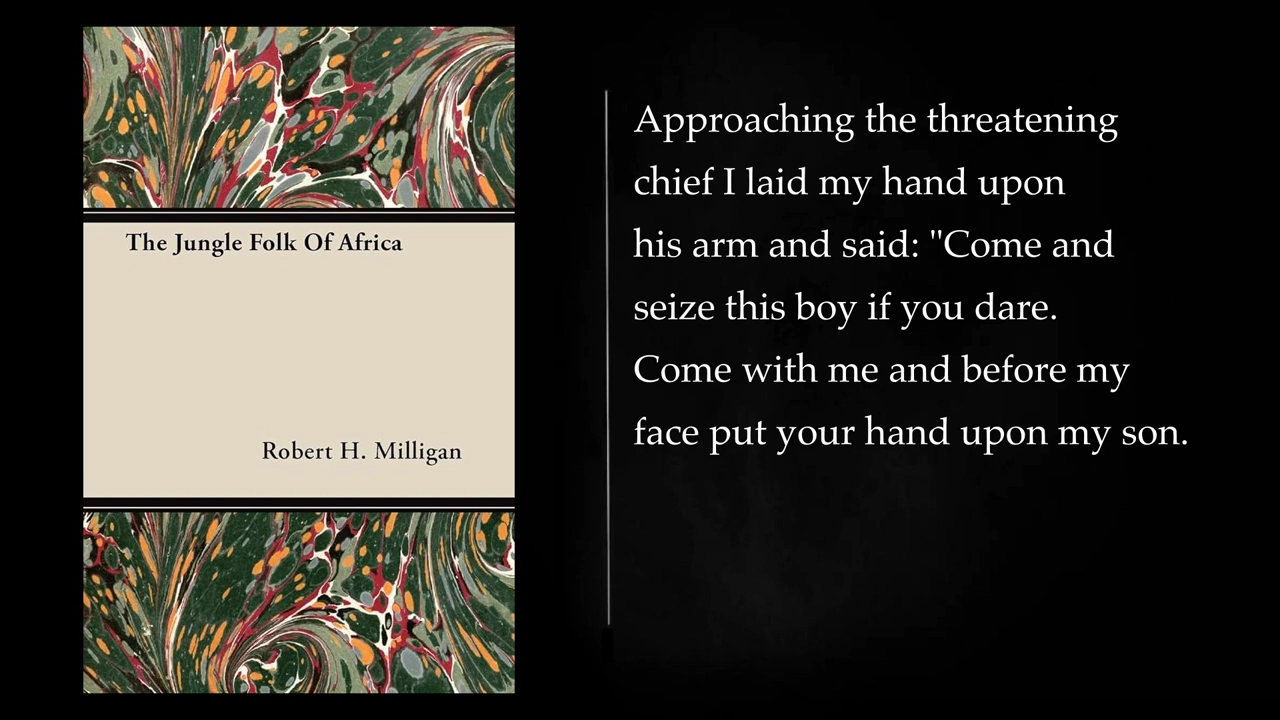 The Jungle Folk Of Africa
Robert H. Milligan
Approaching the threatening
chief I laid my hand upon
his arm and said: "Come and
seize this boy if you dare.
Come with me and before my
face put your hand upon my son.